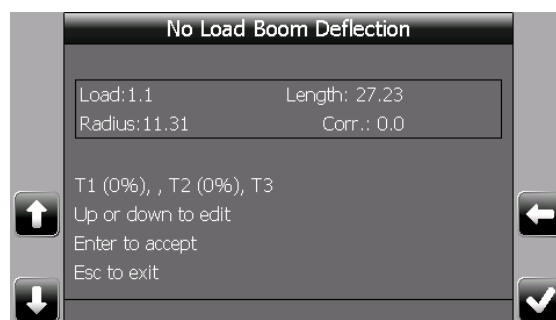 No Load Boom Deflection
Load:1.1 Length: 27.23
Radius:11.31 Corr.: 0.0
T1 (0%), , T2 (0%), T3
Up or down to edit
Enter to accept
Esc to exit